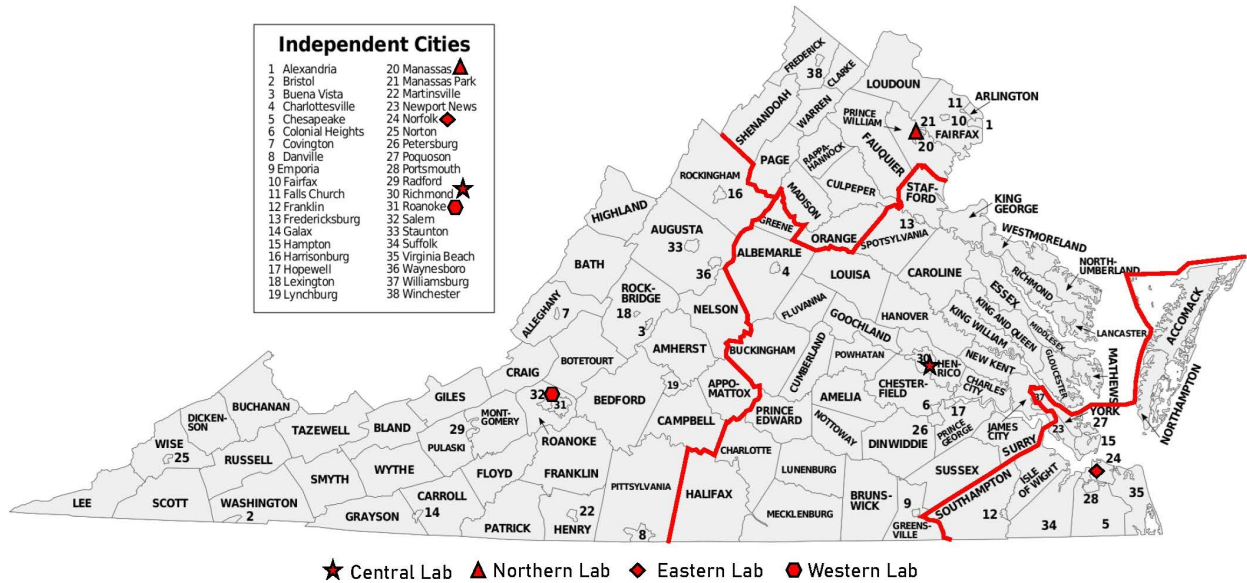 Independent Cities
1 Alexandria
2 Bristol
3 Buena Vista
4 Charlottesville
5 Chesapeake
6 Colonial Heights
7 Covington
8 Danville
9 Emporia
10 Fairfax
11 Falls Church
12 Franklin
13 Fredericksburg
14 Galax
15 Hampton
16 Harrisonburg
17 Hopewell
18 Lexington
19 Lynchburg
20 Manassas
21 Manassas Park
22 Martinsville
23 Newport News
24 Norfolk
25 Norton
26 Petersburg
27 Poquoson
28 Portsmouth
29 Radford
30 Richmond
31 Roanoke
32 Salem
33 Staunton
34 Suffolk
35 Virginia Beach
36 Waynesboro
37 Williamsburg
38 Winchester
FREDERICK
38
CLARKE
LOUDOUN
SHENANDOAH
WARREN
PRINCE
WILLIAM
11
ARLINGTON
21
10
FAIRFAX
1
20
FAUQUIER
PAGE
RAPPA-
HANNOCK
ROCKINGHAM
16
MADISON
CULPEPER
STAF-
FORD
KING
GEORGE
HIGHLAND
GREENE
ORANGE
13
SPOTSYLVANIA
WESTMORELAND
AUGUSTA
33
ALBEMARLE
4
LOUISA
CAROLINE
NORTH-
UMBERLAND
BATH
36
ESSEX
RICHMOND
ROCK-
BRIDGE
18
3
NELSON
FLUVANNA
GOOCHLAND
HANOVER
KING AND QUEEN
KING WILLIAM
MIDDLESEX
LANCASTER
ACCOMACK
ALLEGHANY
7
BOTETOURT
AMHERST
BUCKINGHAM
CUMBERLAND
POWHATAN
30
HEN-
RICO
NEW KENT
GLOUCESTER
MATHEWS
CRAIG
32
31
BEDFORD
19
APPO-
MATTOX
AMELIA
CHESTER-
FIELD
6
CHARLES
CITY
37
NORTHAMPTON
GILES
MONT-
GOMERY
ROANOKE
CAMPBELL
PRINCE
EDWARD
NOTTOWAY
17
PRINCE
GEORGE
JAMES
CITY
YORK
27
23
15
BUCHANAN
DICKEN-
SON
TAZEWELL
BLAND
29
PULASKI
26
DINWIDDIE
SURRY
WISE
25
RUSSELL
SMYTH
WYTHE
FLOYD
FRANKLIN
PITTSYLVANIA
CHARLOTTE
LUNENBURG
SUSSEX
ISLE
OF WIGHT
24
LEE
SCOTT
WASHINGTON
2
GRAYSON
CARROLL
14
PATRICK
22
HENRY
8
HALIFAX
MECKLENBURG
BRUNS-
WICK
9
GREENS-
VILLE
SOUTHAMPTON
12
34
28
5
35
Central Lab
Northern Lab
Eastern Lab
Western Lab